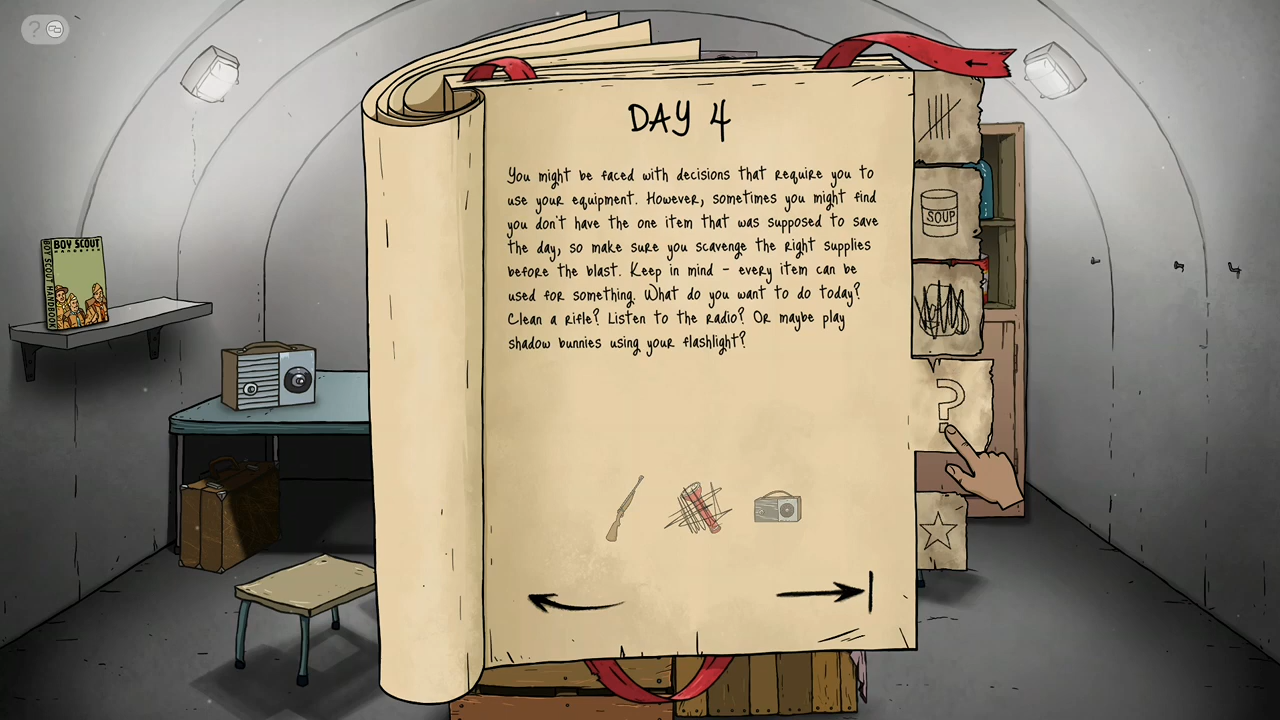 ?
DAY 4
You might be faced with decisions that require you to
use your equipment. However, sometimes you might find
you don't have the one item that was supposed to save
the day, so make sure you scavenge the right supplies
before the blast. Keep in mind - every item can be
used for something. What do you want to do today?
Clean a rifle? Listen to the radio? Or maybe play
shadow bunnies using your flashlight?
SOUP
?
BOY SCOUT
BOY SCOUT HANDBOOK